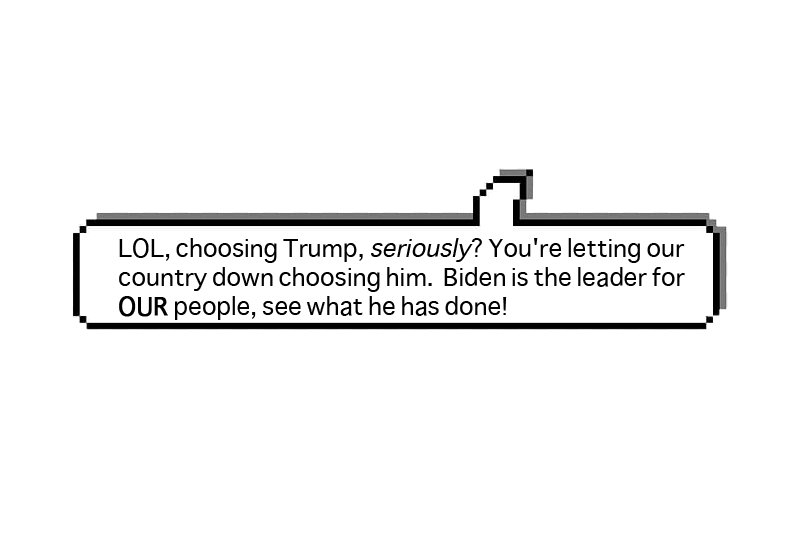 LOL, choosing Trump, seriously? You're letting our
country down choosing him.  Biden is the leader for
OUR people, see what he has done!